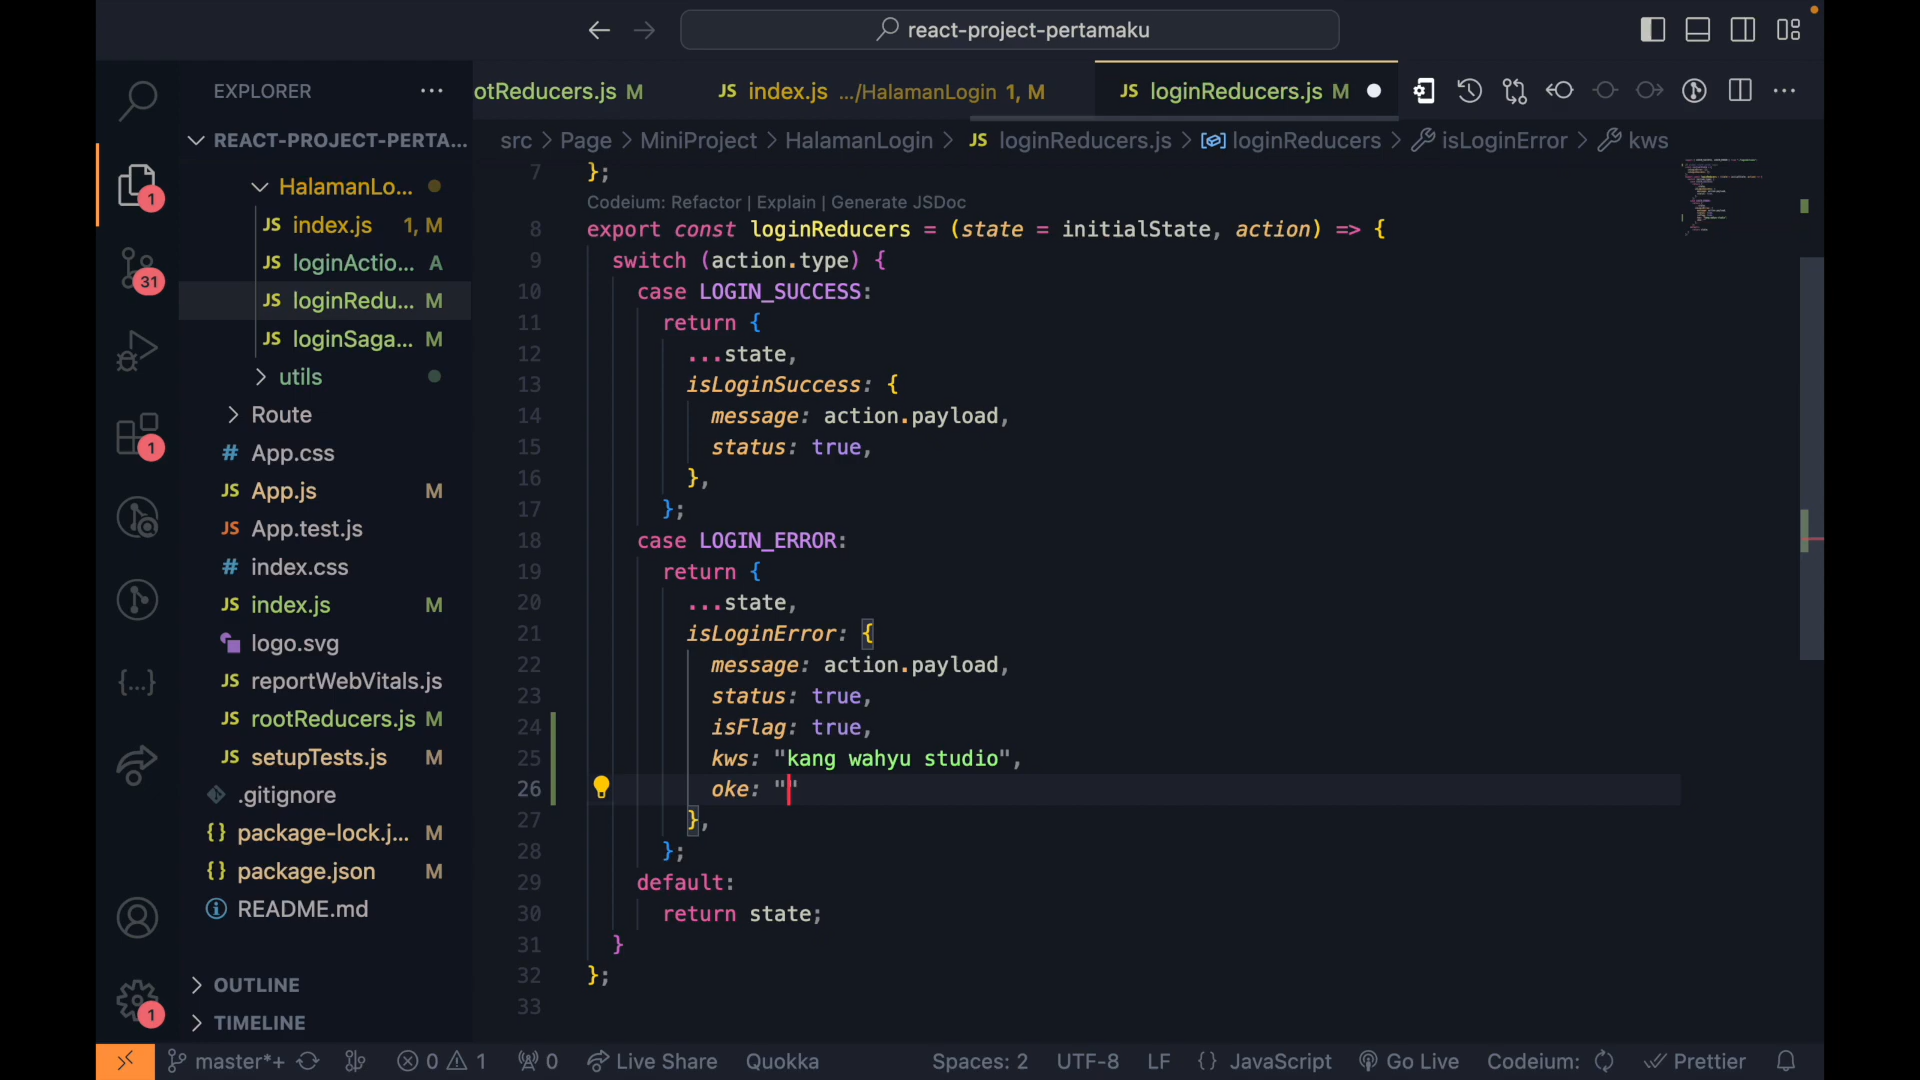 react-project-pertamaku
EXPLORER
otReducers.js M
JS index.js .../HalamanLogin 1, M
JS loginReducers.js M
REACT-PROJECT-PERTA...
src > Page > MiniProject > HalamanLogin > JS loginReducers.js > loginReducers > isLoginError > kws
HalamanLo...
JS index.js 1, M
JS loginActio... A
JS loginRedu... M
JS loginSaga... M
utils
Route
# App.css
JS App.js M
JS App.test.js
# index.css
JS index.js M
logo.svg
JS reportWebVitals.js
JS rootReducers.js M
JS setupTests.js M
.gitignore
{} package-lock.j... M
{} package.json M
README.md
OUTLINE
TIMELINE
1
31
1
1
7 };
Codeium: Refactor | Explain | Generate JSDoc
8 export const loginReducers = (state = initialState, action) => {
9 switch (action.type) {
10 case LOGIN_SUCCESS:
11 return {
12 ...state,
13 isLoginSuccess: {
14 message: action.payload,
15 status: true,
16 },
17 };
18 case LOGIN_ERROR:
19 return {
20 ...state,
21 isLoginError: {
22 message: action.payload,
23 status: true,
24 isFlag: true,
25 kws: "kang wahyu studio",
26 oke: ""
27 },
28 };
29 default:
30 return state;
31 }
32 };
33
master*+ 0 1 0 Live Share Quokka Spaces: 2 UTF-8 LF {} JavaScript Go Live Codeium: Prettier